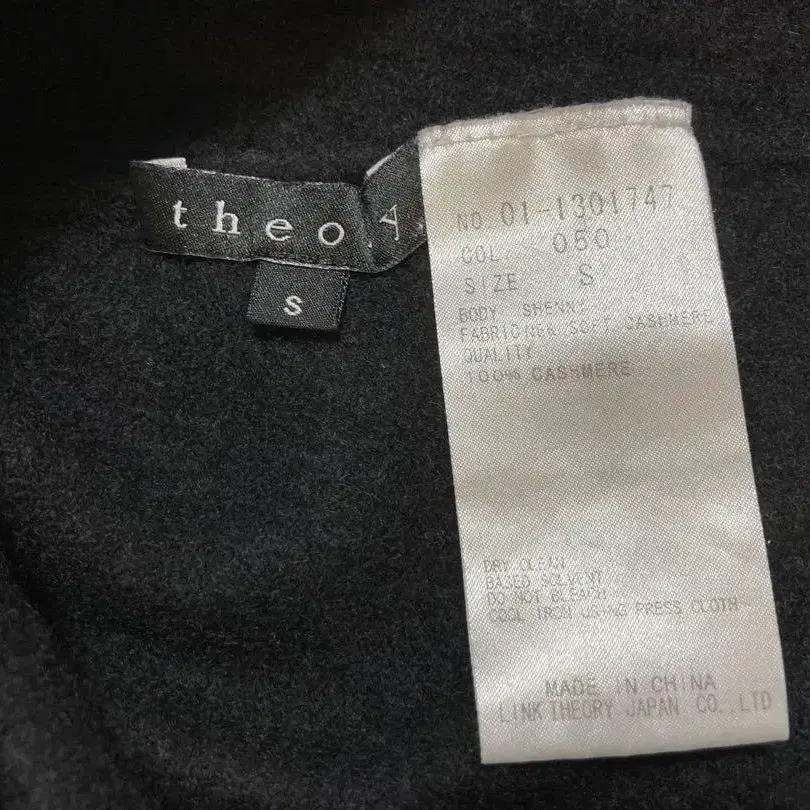 theory
S
NO 01-1301747
COL. 050
SIZE S
BODY SHENNY
FABRIC NEW SOFT CASHMERE
QUALITY
100% CASHMERE
DRY CLEAN
BASED SOLVENT
DO NOT BLEACH
COOL IRON USING PRESS CLOTH
MADE IN CHINA
LINK THEORY JAPAN CO.,LTD